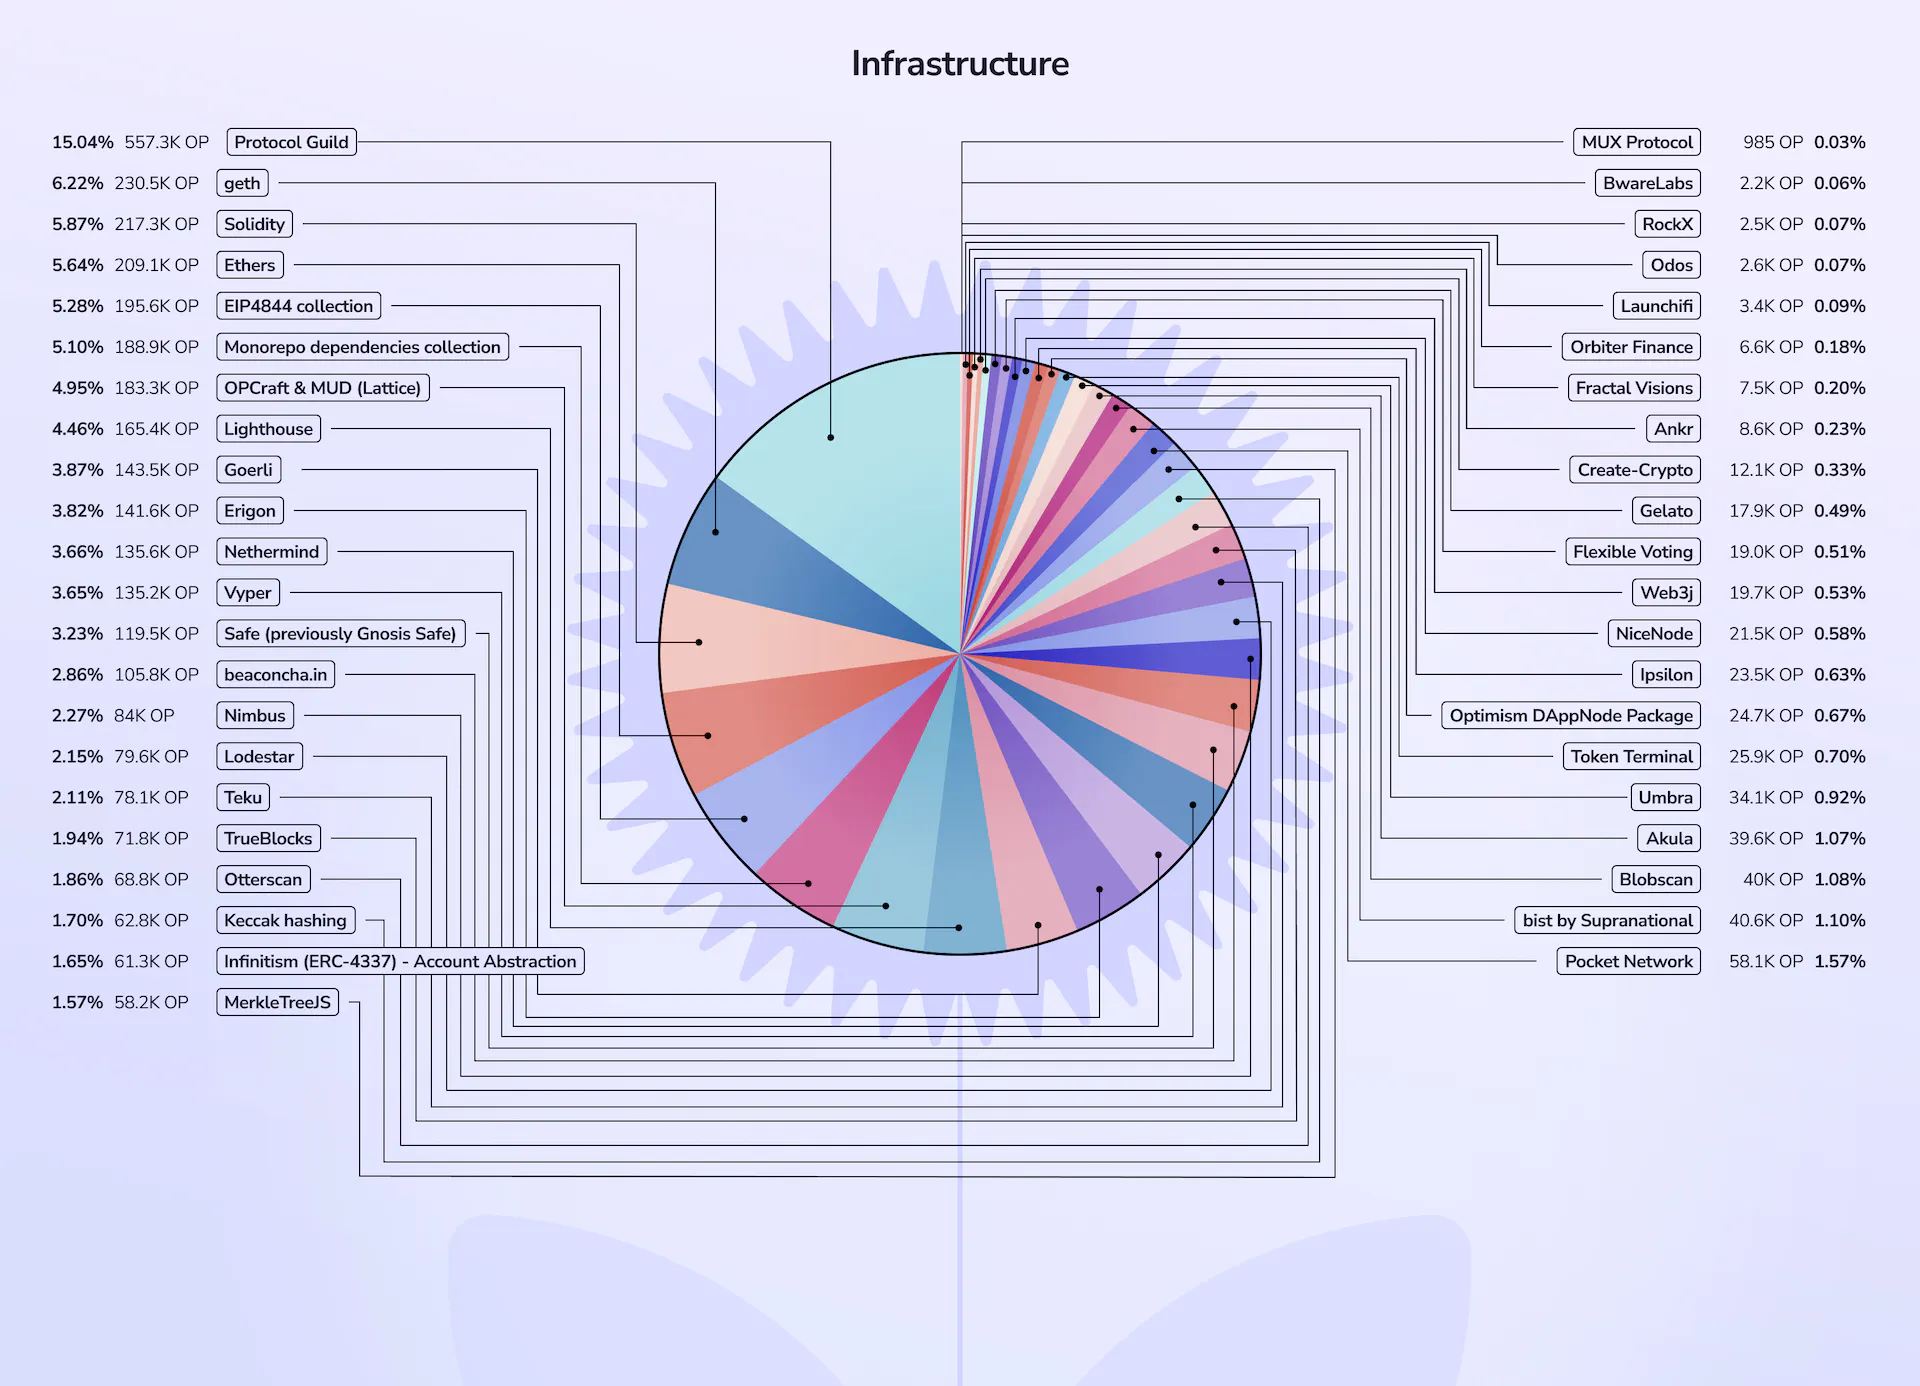 Infrastructure
15.04% 557.3K OP Protocol Guild
6.22% 230.5K OP geth
5.87% 217.3K OP Solidity
5.64% 209.1K OP Ethers
5.28% 195.6K OP EIP4844 collection
5.10% 188.9K OP Monorepo dependencies collection
4.95% 183.3K OP OPCraft & MUD (Lattice)
4.46% 165.4K OP Lighthouse
3.87% 143.5K OP Goerli
3.82% 141.6K OP Erigon
3.66% 135.6K OP Nethermind
3.65% 135.2K OP Vyper
3.23% 119.5K OP Safe (previously Gnosis Safe)
2.86% 105.8K OP beaconcha.in
2.27% 84K OP Nimbus
2.15% 79.6K OP Lodestar
2.11% 78.1K OP Teku
1.94% 71.8K OP TrueBlocks
1.86% 68.8K OP Otterscan
1.70% 62.8K OP Keccak hashing
1.65% 61.3K OP Infinitism (ERC-4337) - Account Abstraction
1.57% 58.2K OP MerkleTreeJS
MUX Protocol 985 OP 0.03%
BwareLabs 2.2K OP 0.06%
RockX 2.5K OP 0.07%
Odos 2.6K OP 0.07%
Launchifi 3.4K OP 0.09%
Orbiter Finance 6.6K OP 0.18%
Fractal Visions 7.5K OP 0.20%
Ankr 8.6K OP 0.23%
Create-Crypto 12.1K OP 0.33%
Gelato 17.9K OP 0.49%
Flexible Voting 19.0K OP 0.51%
Web3j 19.7K OP 0.53%
NiceNode 21.5K OP 0.58%
Ipsilon 23.5K OP 0.63%
Optimism DAppNode Package 24.7K OP 0.67%
Token Terminal 25.9K OP 0.70%
Umbra 34.1K OP 0.92%
Akula 39.6K OP 1.07%
Blobscan 40K OP 1.08%
bist by Supranational 40.6K OP 1.10%
Pocket Network 58.1K OP 1.57%